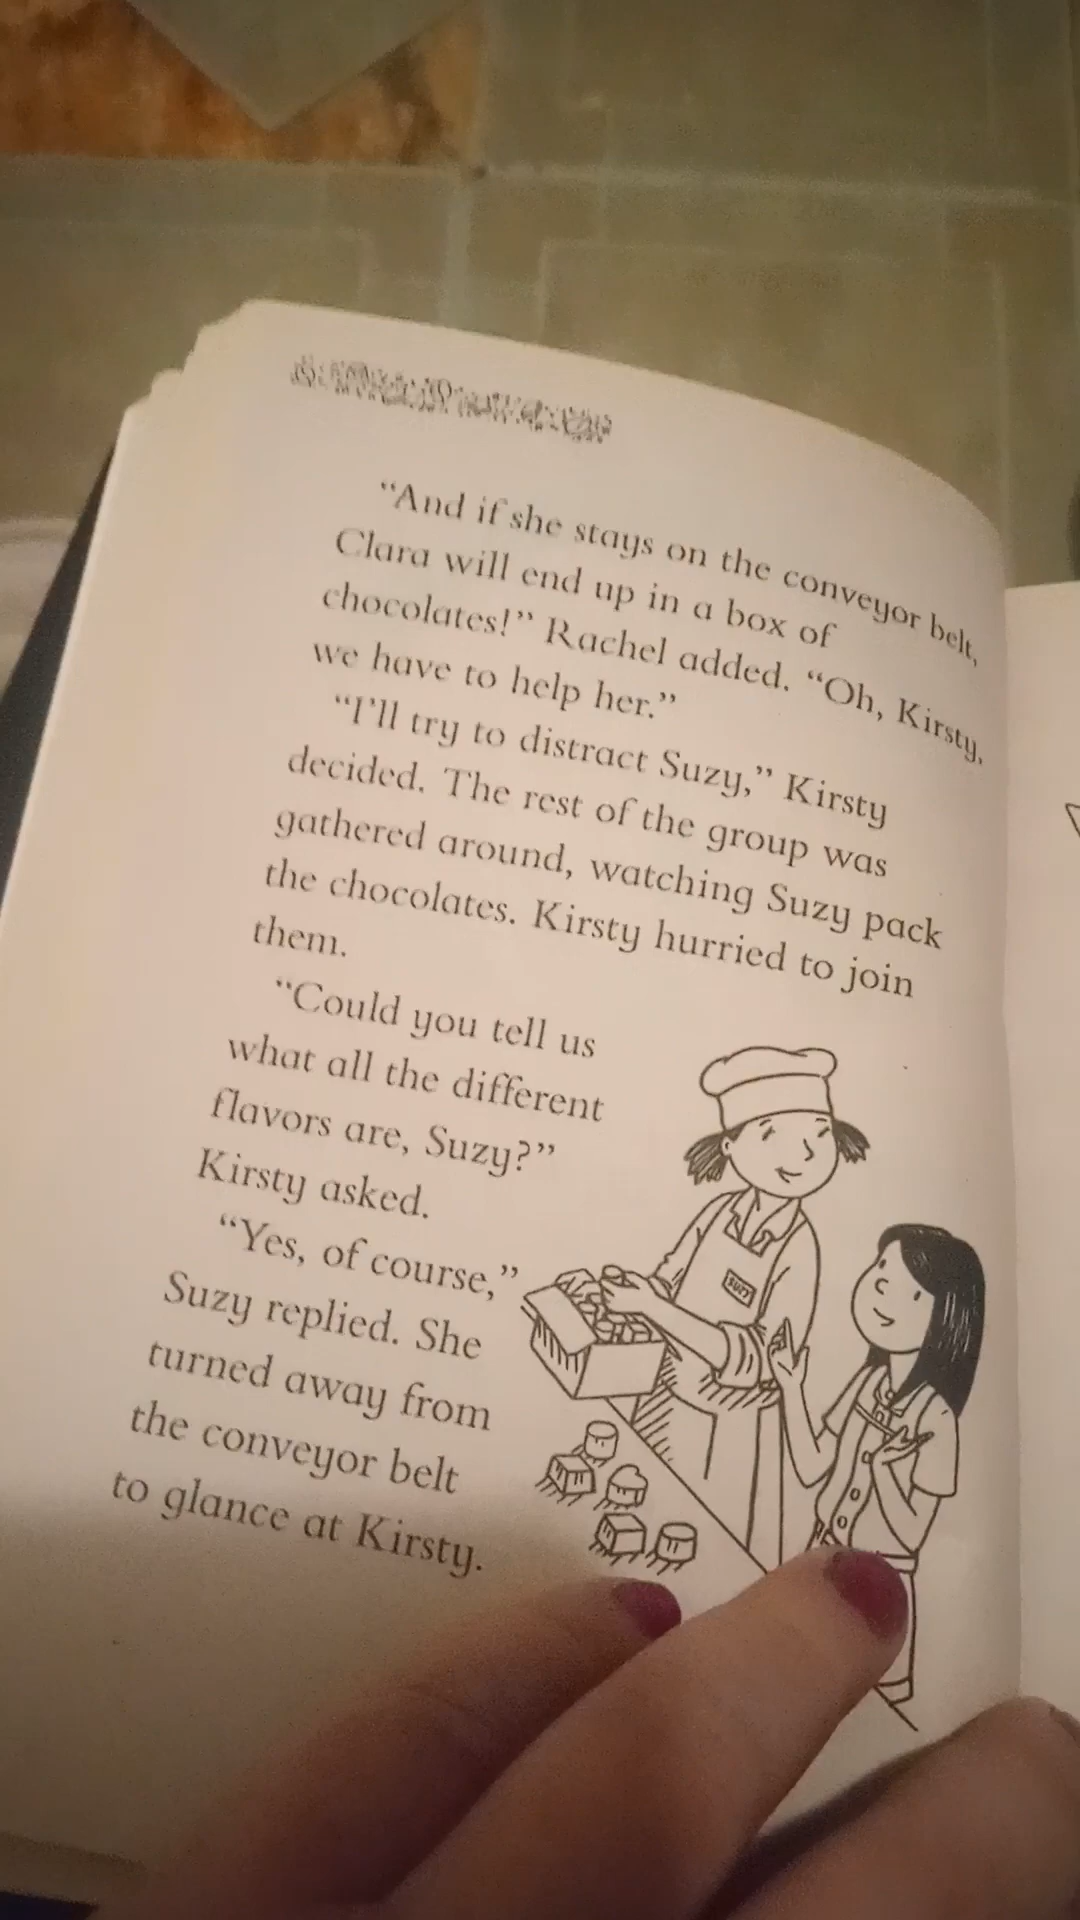 “And if she stays on the conveyor belt,
Clara will end up in a box of
chocolates!” Rachel added. “Oh, Kirsty,
we have to help her.”
“I’ll try to distract Suzy,” Kirsty
decided. The rest of the group was
gathered around, watching Suzy pack
the chocolates. Kirsty hurried to join
them.
“Could you tell us
what all the different
flavors are, Suzy?”
Kirsty asked.
“Yes, of course,”
Suzy replied. She
turned away from
the conveyor belt
to glance at Kirsty.
SUZY